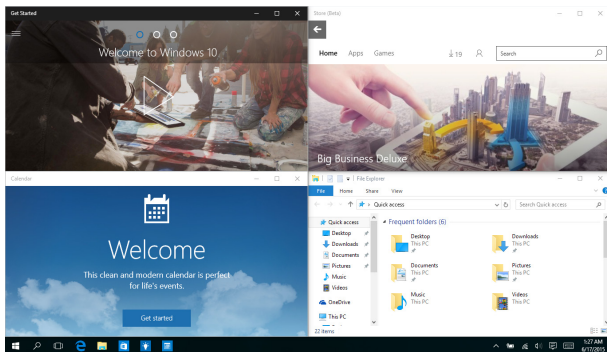 Get Started
Welcome to Windows 10
Store (Beta)
Home Apps Games
19
Search
Big Business Deluxe
Calendar
Welcome
This clean and modern calendar is perfect
for life's events.
Get started
File Explorer
File Home Share View
Quick access
Search Quick access
Quick access
Desktop
Downloads
Documents
Pictures
Music
Videos
OneDrive
This PC
22 items
Frequent folders (6)
Desktop
This PC
Downloads
This PC
Documents
This PC
Pictures
This PC
Music
This PC
Videos
This PC
1:27 AM
6/17/2015